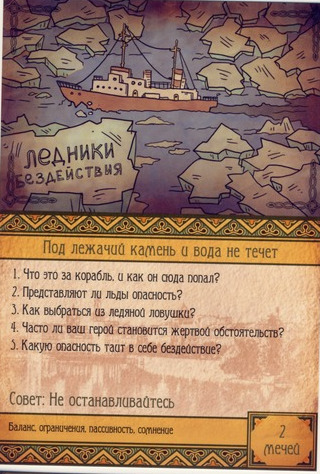 Ледники
бездействия
Под лежачий камень и вода не течет
1. Что это за корабль, и как он сюда попал?
2. Представляют ли льды опасность?
3. Как выбраться из ледяной ловушки?
4. Часто ли ваш герой становится жертвой обстоятельств?
5. Какую опасность таит в себе бездействие?
Совет: Не останавливайтесь
Баланс, ограничения, пассивность, сомнение
2
мечей